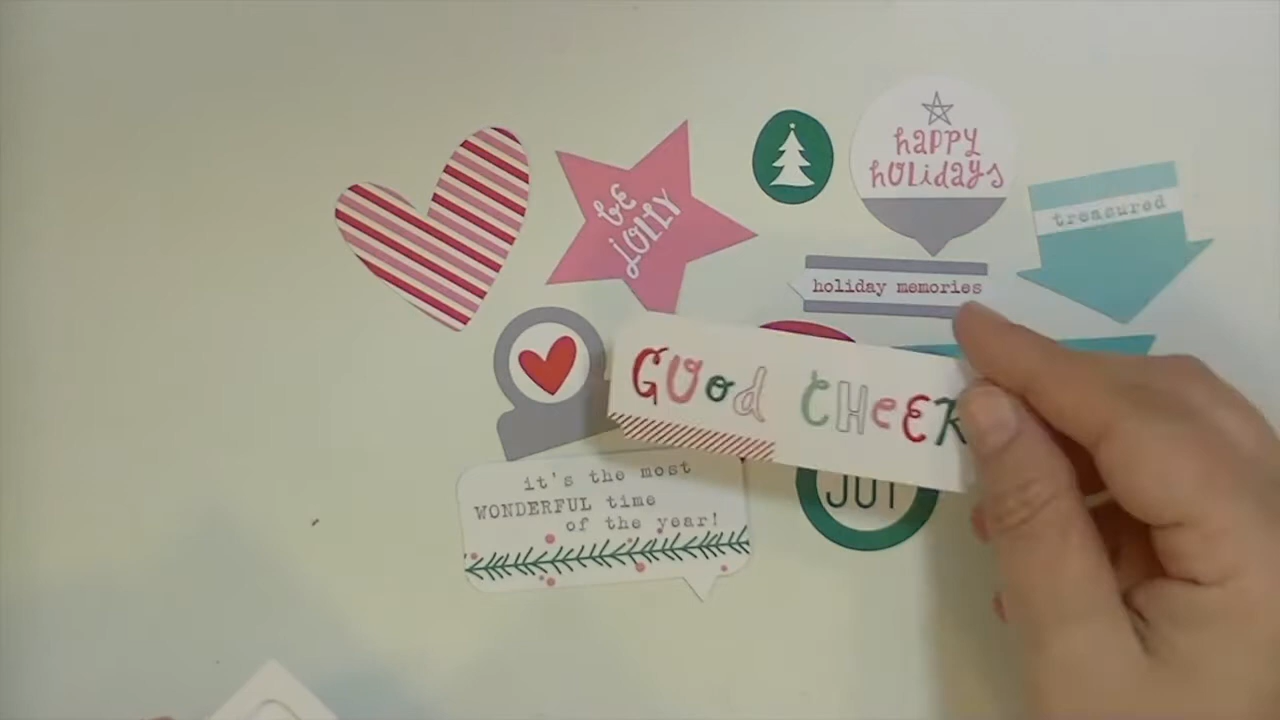 happy
holidays
be
JOLLY
treasured
holiday memories
GOod CHeER
it's the most
WONDERFUL time
of the year!
JOY